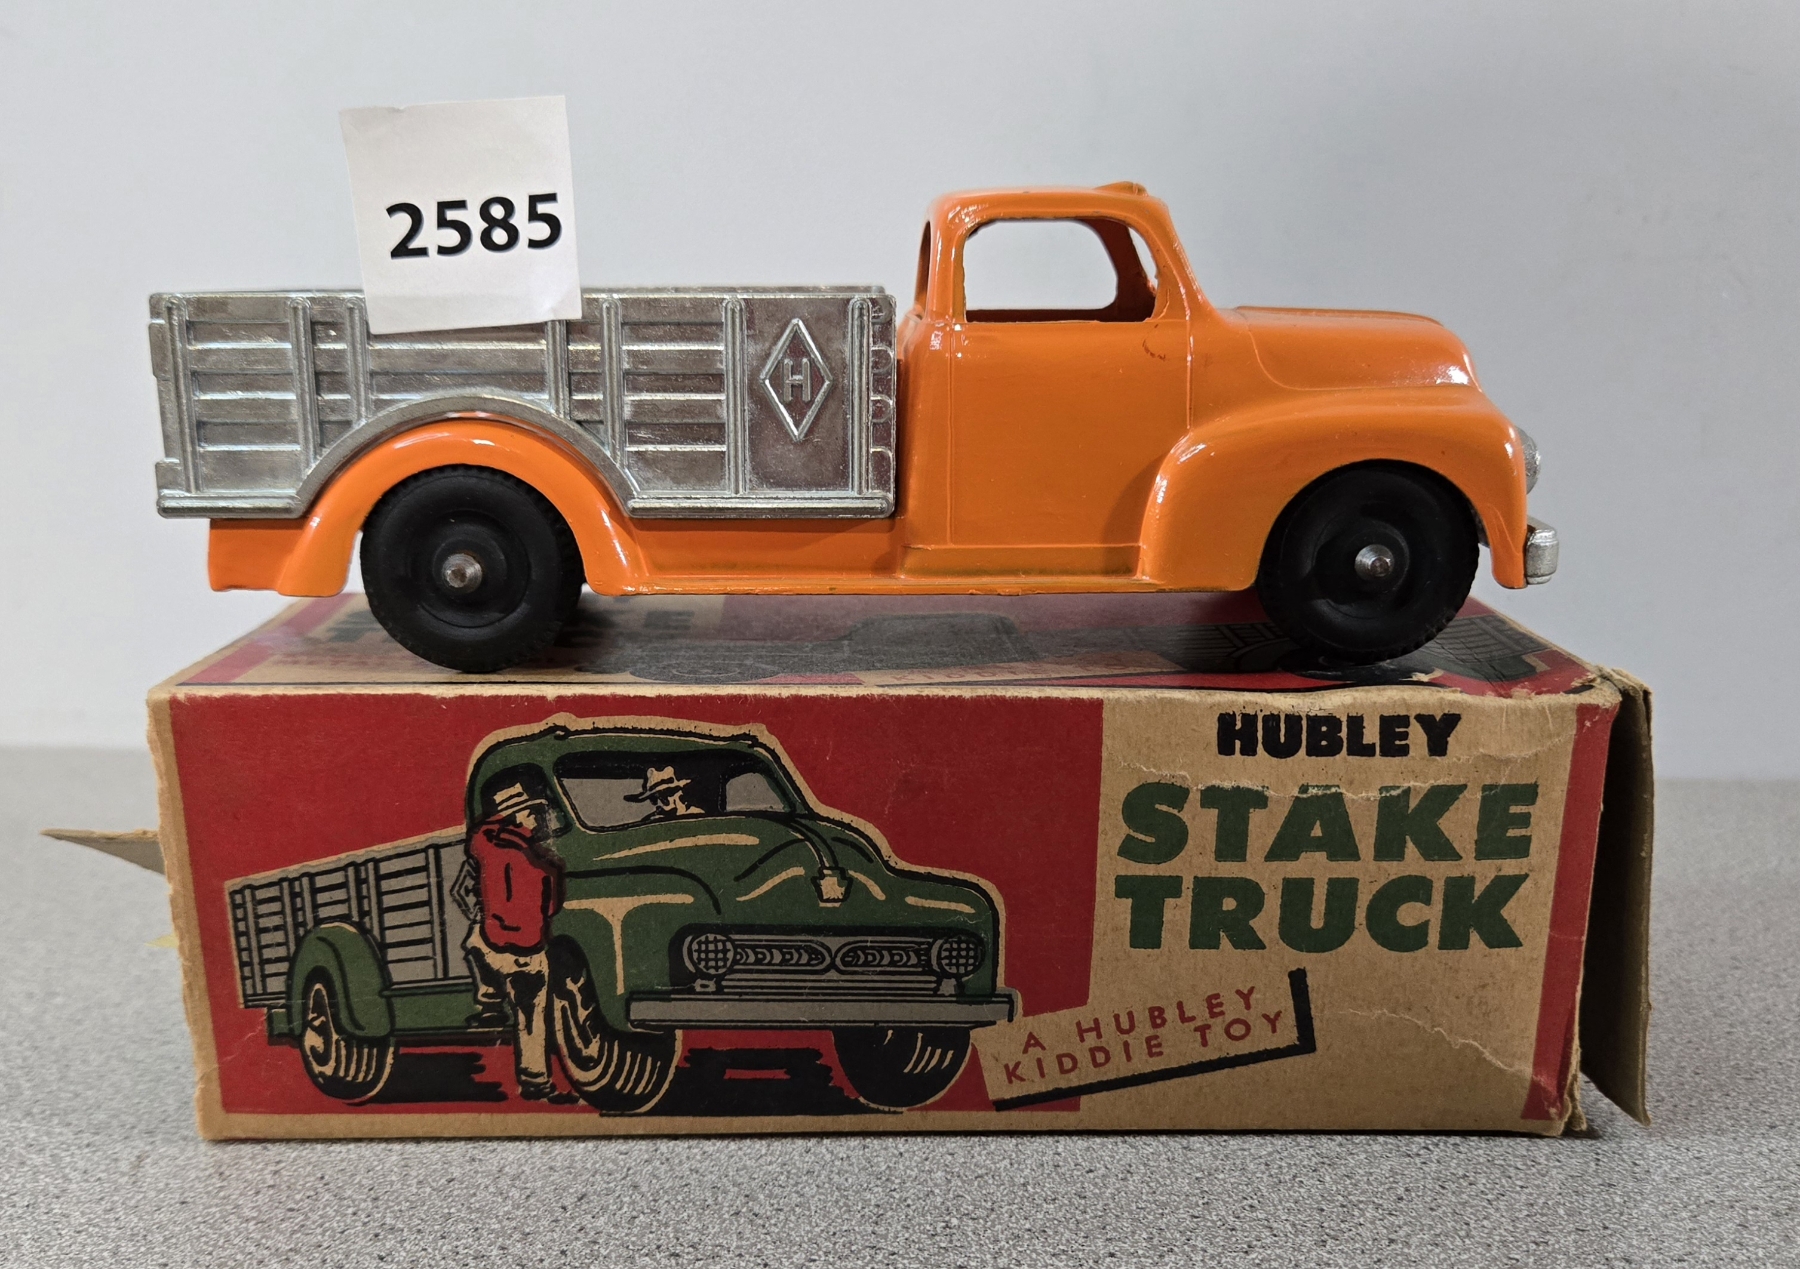 2585
H
HUBLEY
STAKE
TRUCK
A HUBLEY
KIDDIE TOY